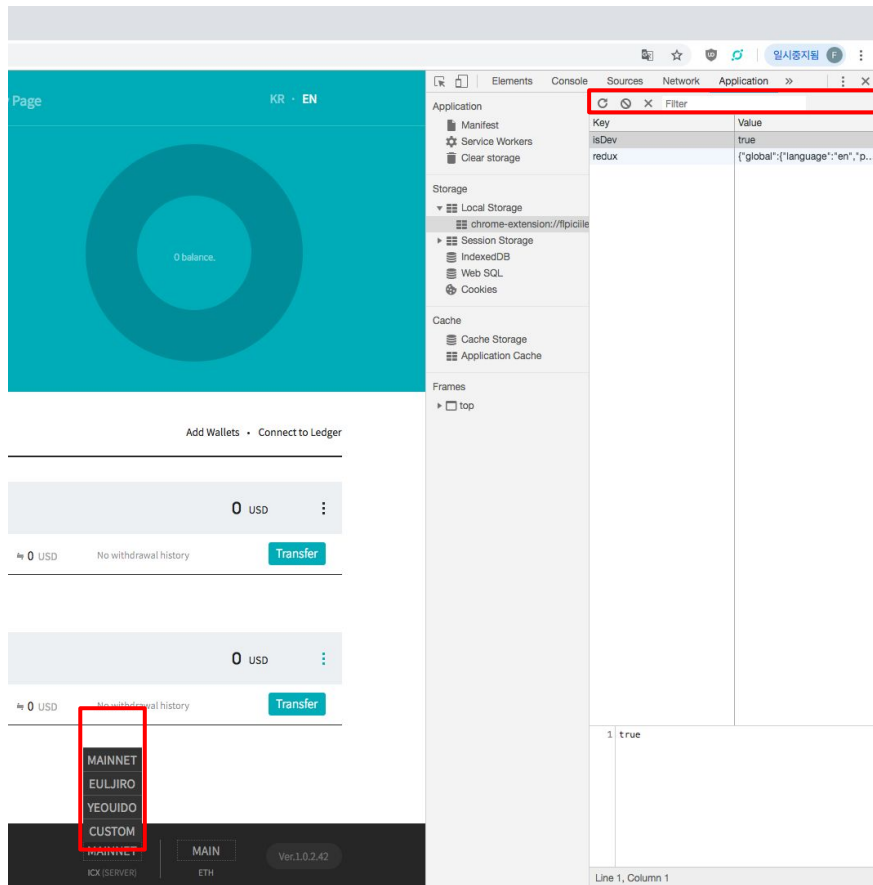 일시중지됨 F
Elements Console Sources Network Application »
Page KR · EN
Application
Manifest
Service Workers
Clear storage
Storage
Local Storage
chrome-extension://flpiciile
Session Storage
IndexedDB
Web SQL
Cookies
Cache
Cache Storage
Application Cache
Frames
top
Filter
Key Value
isDev true
redux {"global":{"language":"en","p...
0 balance.
Add Wallets · Connect to Ledger
0 USD
≒ 0 USD No withdrawal history Transfer
0 USD
≒ 0 USD No withdrawal history Transfer
MAINNET
EULJIRO
YEOUIDO
CUSTOM
MAINNET MAIN Ver.1.0.2.42
ICX (SERVER) ETH
1 true
Line 1, Column 1